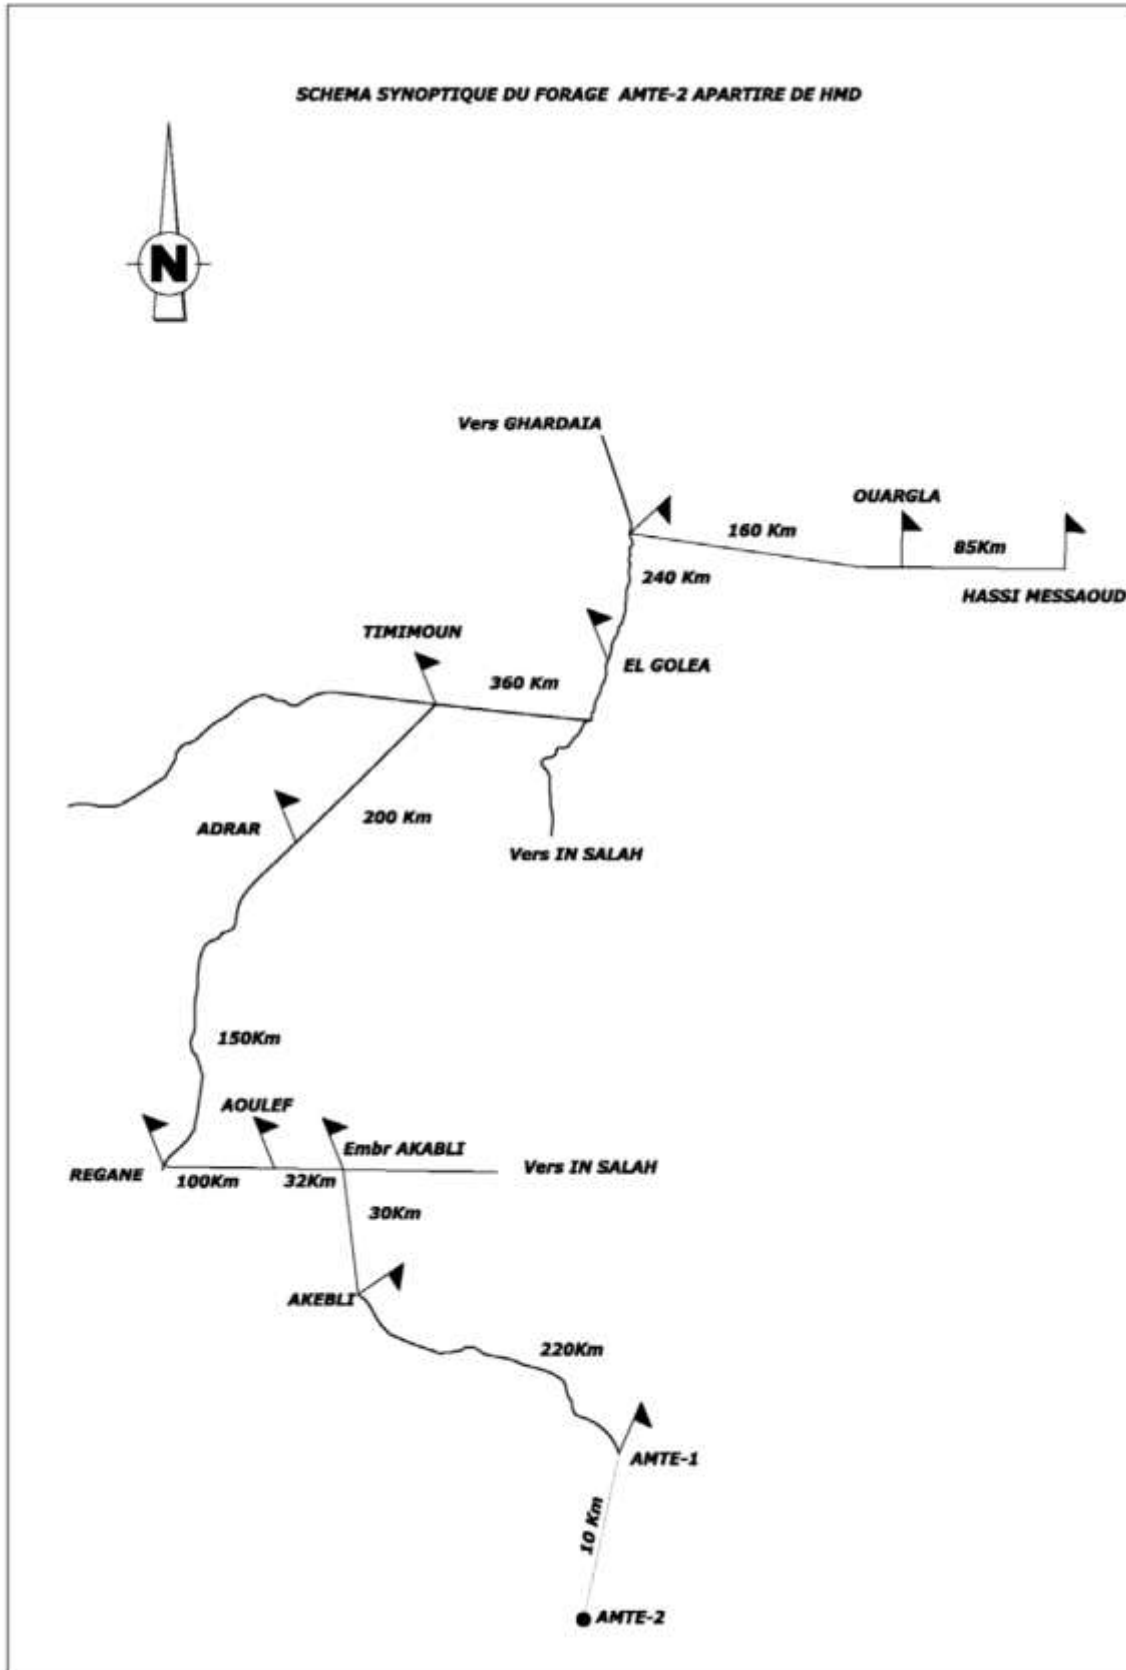 SCHEMA SYNOPTIQUE DU FORAGE AMTE-2 APARTIRE DE HMD
N
Vers GHARDAIA
OUARGLA
160 Km
85Km
240 Km
HASSI MESSAOUD
TIMIMOUN
EL GOLEA
360 Km
200 Km
ADRAR
Vers IN SALAH
150Km
AOULEF
Embr AKABLI
Vers IN SALAH
REGANE
100Km
32Km
30Km
AKEBLI
220Km
AMTE-1
10 Km
AMTE-2